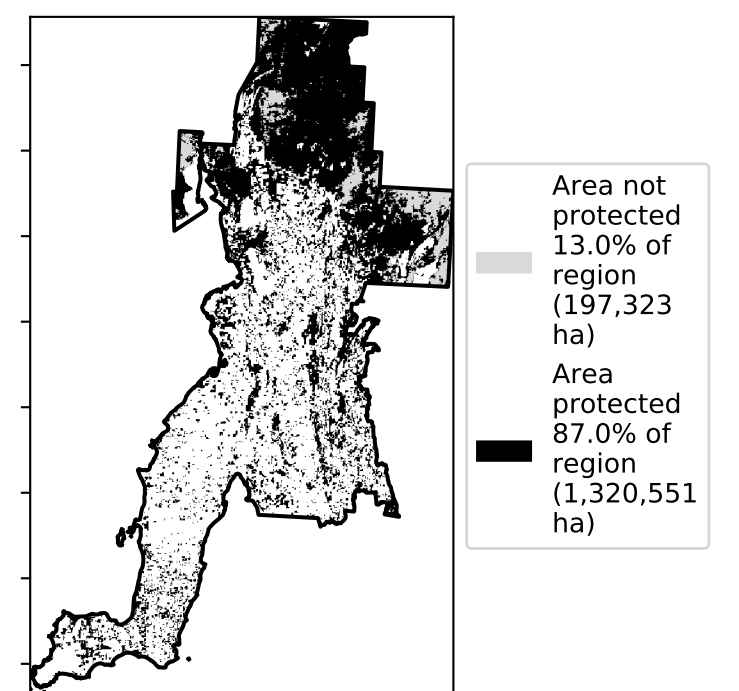 Area not
protected
13.0% of
region
(197,323
ha)
Area
protected
87.0% of
region
(1,320,551
ha)